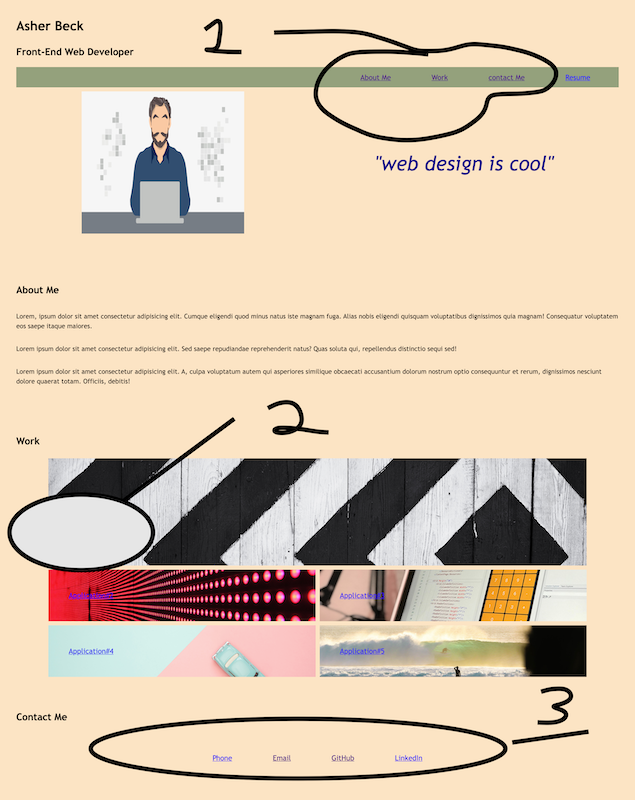 Asher Beck
1
Front-End Web Developer
About Me Work contact Me Resume
"web design is cool"
About Me
Lorem, ipsum dolor sit amet consectetur adipisicing elit. Cumque eligendi quod minus natus iste magnam fuga. Alias nobis eligendi quisquam voluptatibus dignissimos quia magnam! Consequatur voluptatem
eos saepe itaque maiores.
Lorem ipsum dolor sit amet consectetur adipisicing elit. Sed saepe repudiandae reprehenderit natus? Quas soluta qui, repellendus distinctio sequi sed!
Lorem ipsum dolor sit amet consectetur adipisicing elit. A, culpa voluptatum autem qui asperiores similique obcaecati accusantium dolorum nostrum optio consequuntur et rerum, dignissimos nesciunt
dolore quaerat totam. Officiis, debitis!
2
Work
Application#4 Application#5
3
Contact Me
Phone Email GitHub LinkedIn